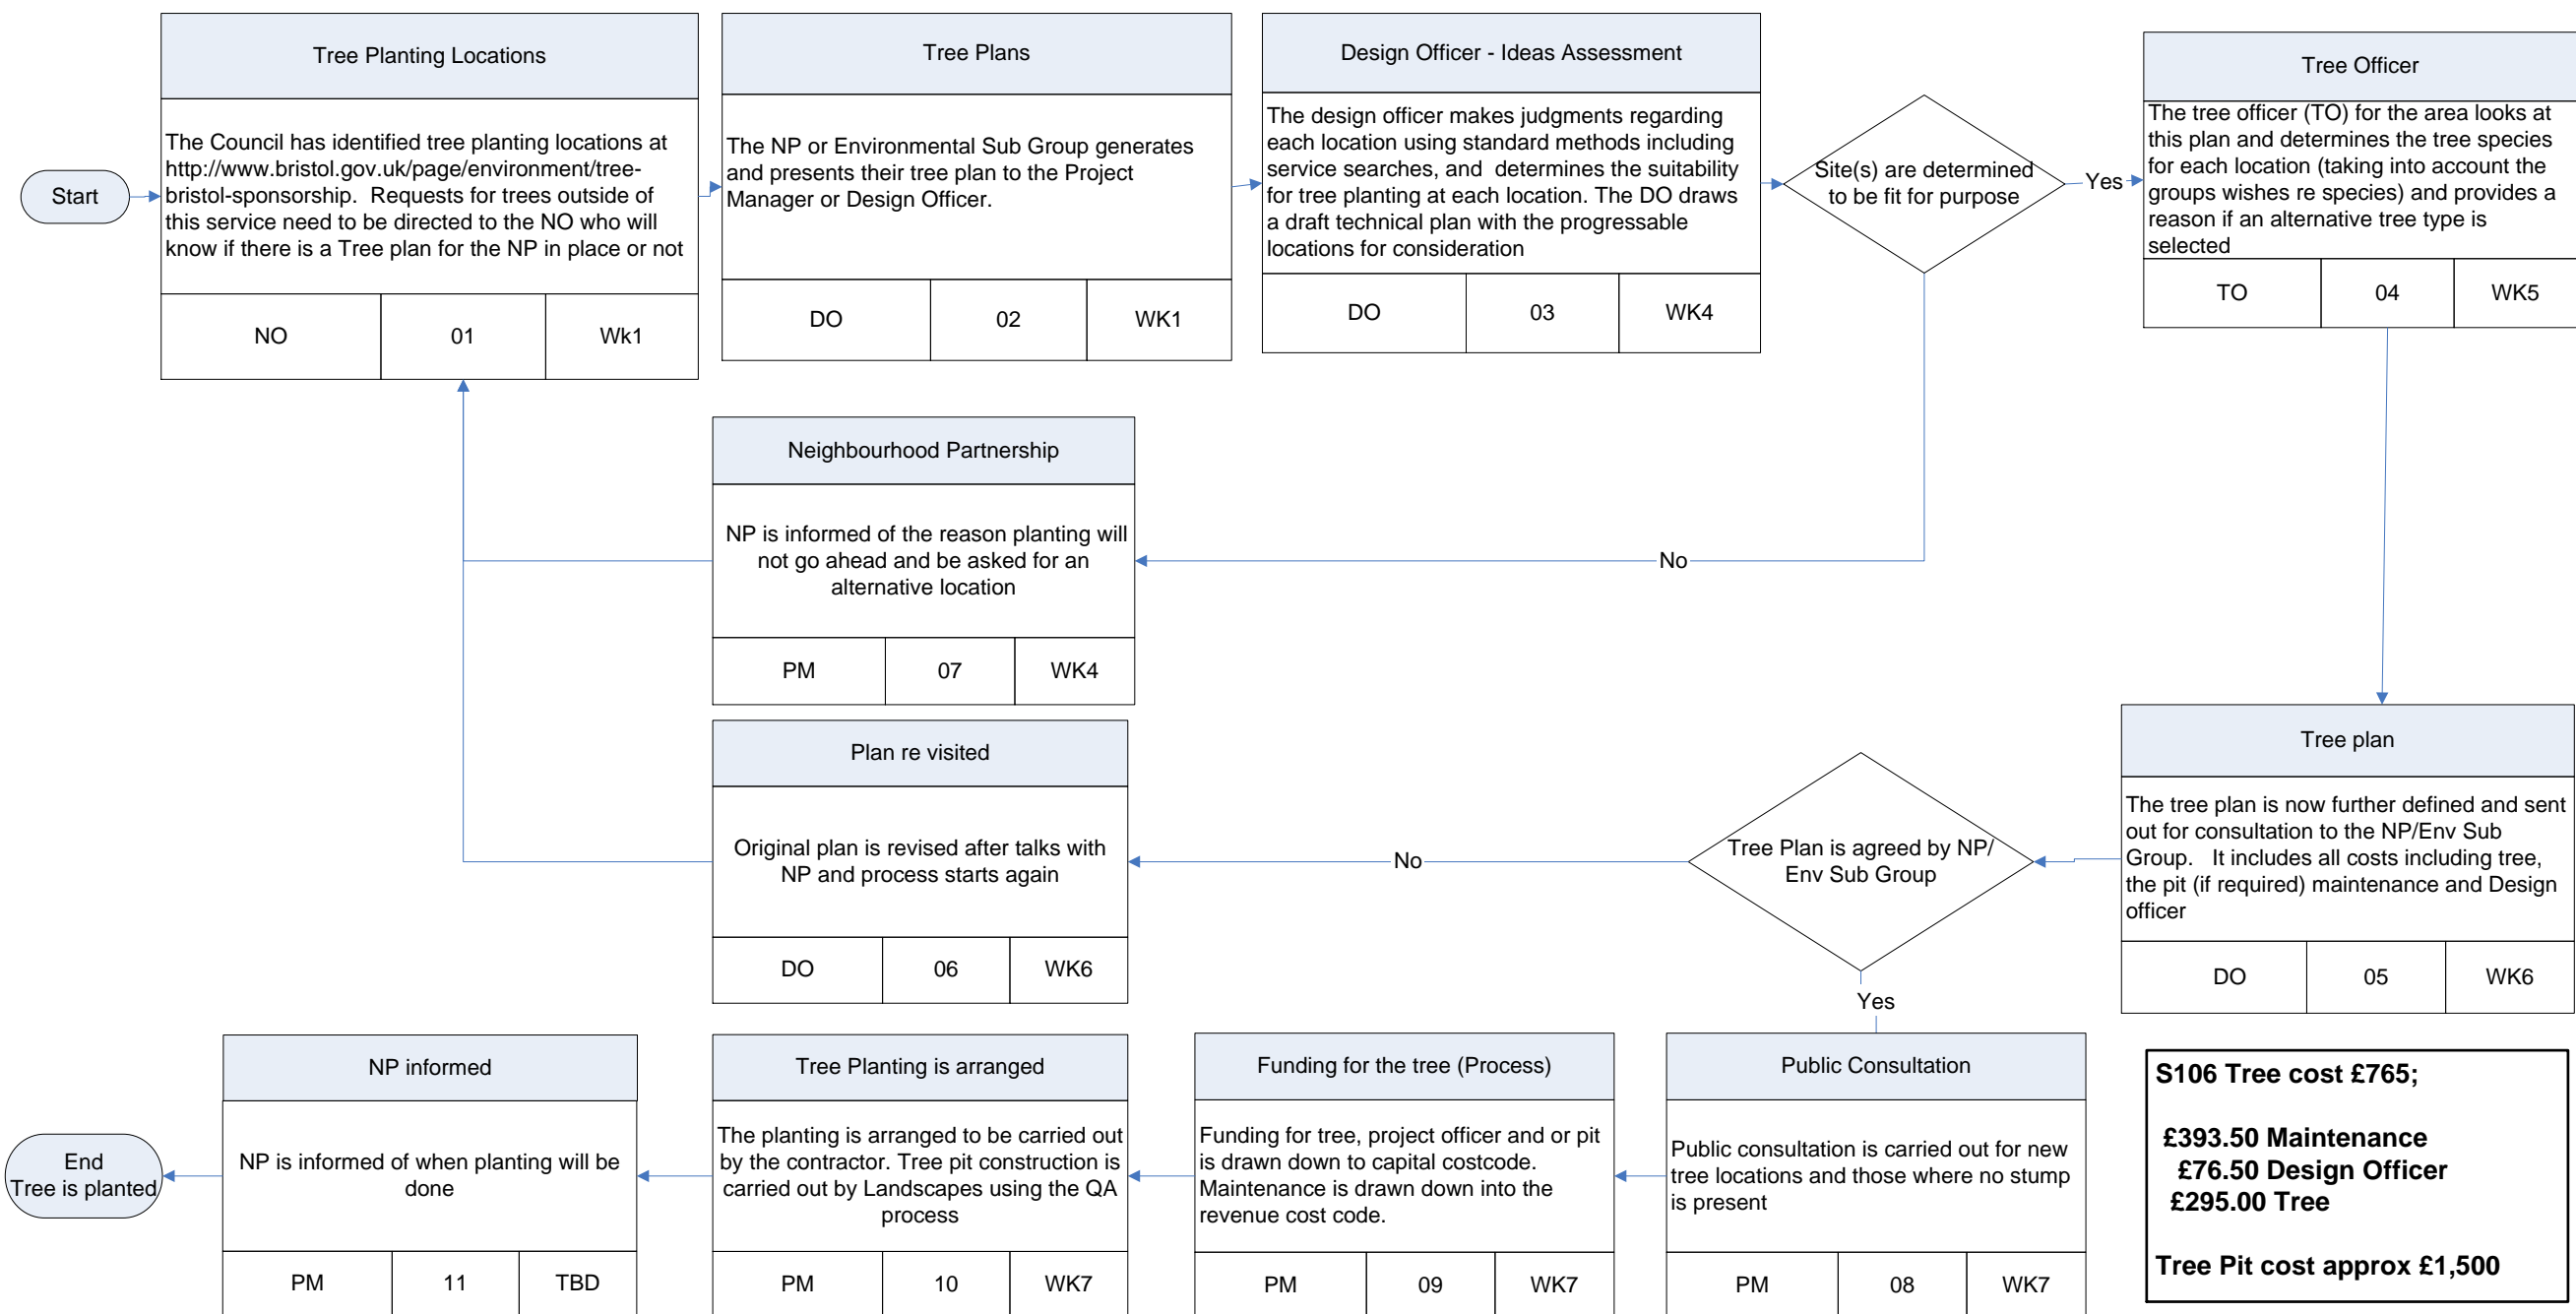 Start
Tree Planting Locations
The Council has identified tree planting locations at
http://www.bristol.gov.uk/page/environment/tree-
bristol-sponsorship. Requests for trees outside of
this service need to be directed to the NO who will
know if there is a Tree plan for the NP in place or not
NO 01 Wk1
Tree Plans
The NP or Environmental Sub Group generates
and presents their tree plan to the Project
Manager or Design Officer.
DO 02 WK1
Design Officer - Ideas Assessment
The design officer makes judgments regarding
each location using standard methods including
service searches, and determines the suitability
for tree planting at each location. The DO draws
a draft technical plan with the progressable
locations for consideration
DO 03 WK4
Site(s) are determined
to be fit for purpose
Yes
Tree Officer
The tree officer (TO) for the area looks at
this plan and determines the tree species
for each location (taking into account the
groups wishes re species) and provides a
reason if an alternative tree type is
selected
TO 04 WK5
No
Neighbourhood Partnership
NP is informed of the reason planting will
not go ahead and be asked for an
alternative location
PM 07 WK4
Tree plan
The tree plan is now further defined and sent
out for consultation to the NP/Env Sub
Group. It includes all costs including tree,
the pit (if required) maintenance and Design
officer
DO 05 WK6
Tree Plan is agreed by NP/
Env Sub Group
No
Plan re visited
Original plan is revised after talks with
NP and process starts again
DO 06 WK6
Yes
Public Consultation
Public consultation is carried out for new
tree locations and those where no stump
is present
PM 08 WK7
Funding for the tree (Process)
Funding for tree, project officer and or pit
is drawn down to capital costcode.
Maintenance is drawn down into the
revenue cost code.
PM 09 WK7
Tree Planting is arranged
The planting is arranged to be carried out
by the contractor. Tree pit construction is
carried out by Landscapes using the QA
process
PM 10 WK7
NP informed
NP is informed of when planting will be
done
PM 11 TBD
End
Tree is planted
S106 Tree cost £765;
£393.50 Maintenance
£76.50 Design Officer
£295.00 Tree
Tree Pit cost approx £1,500